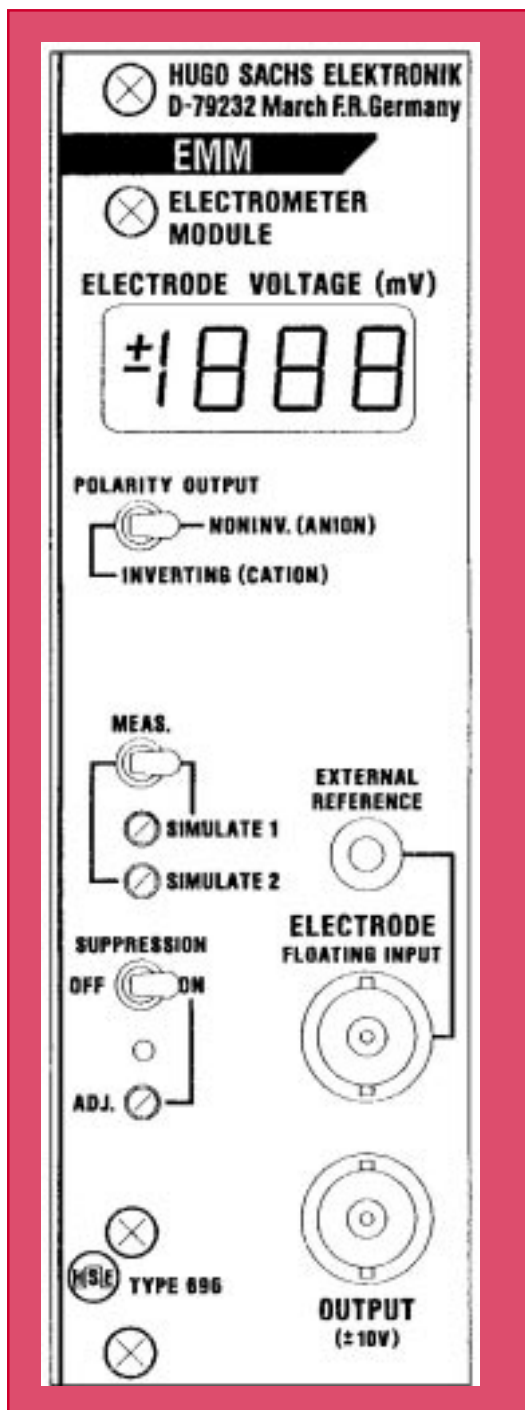 HUGO SACHS ELEKTRONIK
D-79232 March F.R.Germany
EMM
ELECTROMETER
MODULE
ELECTRODE VOLTAGE (mV)
±1888
POLARITY OUTPUT
NONINV. (ANION)
INVERTING (CATION)
MEAS.
SIMULATE 1
SIMULATE 2
EXTERNAL
REFERENCE
SUPPRESSION
OFF ON
ADJ.
ELECTRODE
FLOATING INPUT
HSE TYPE 696
OUTPUT
(±10V)